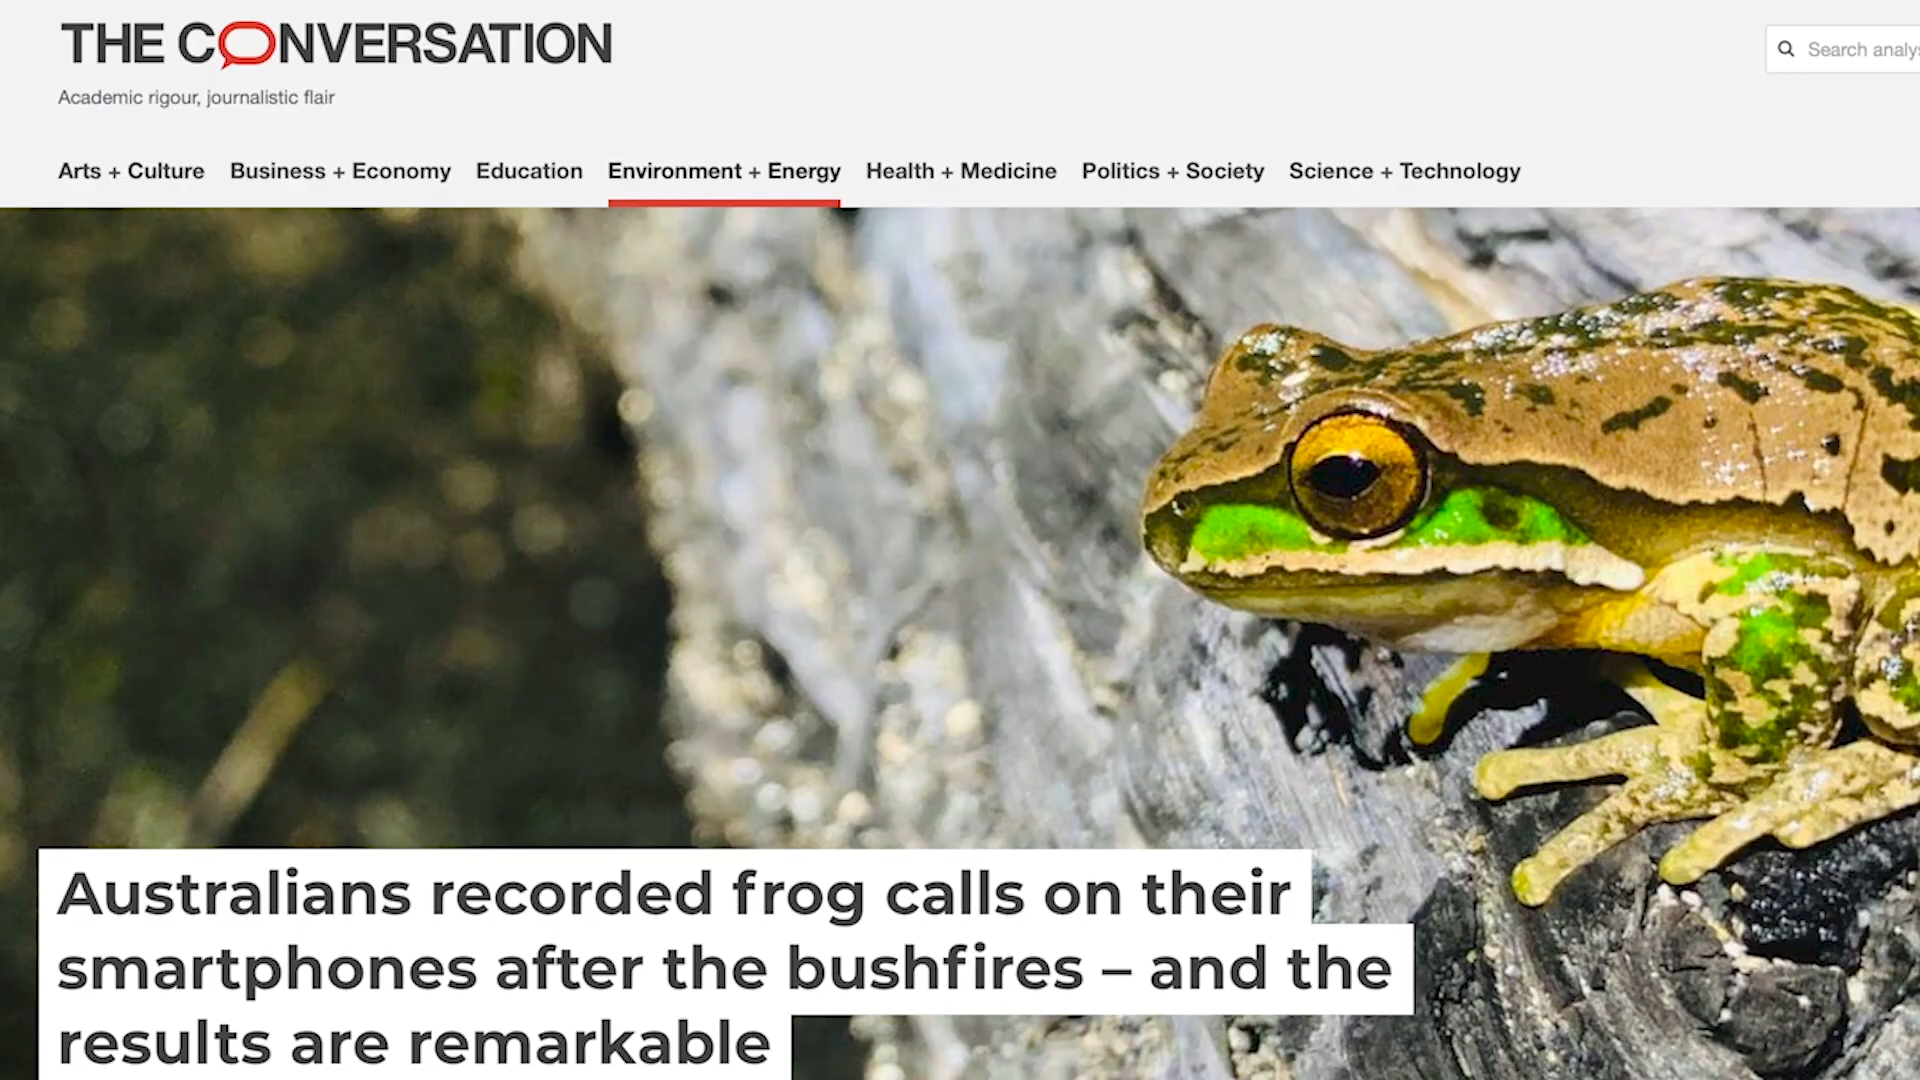 THE CONVERSATION
Search analys
Academic rigour, journalistic flair
Arts + Culture Business + Economy Education Environment + Energy Health + Medicine Politics + Society Science + Technology
Australians recorded frog calls on their
smartphones after the bushfires – and the
results are remarkable